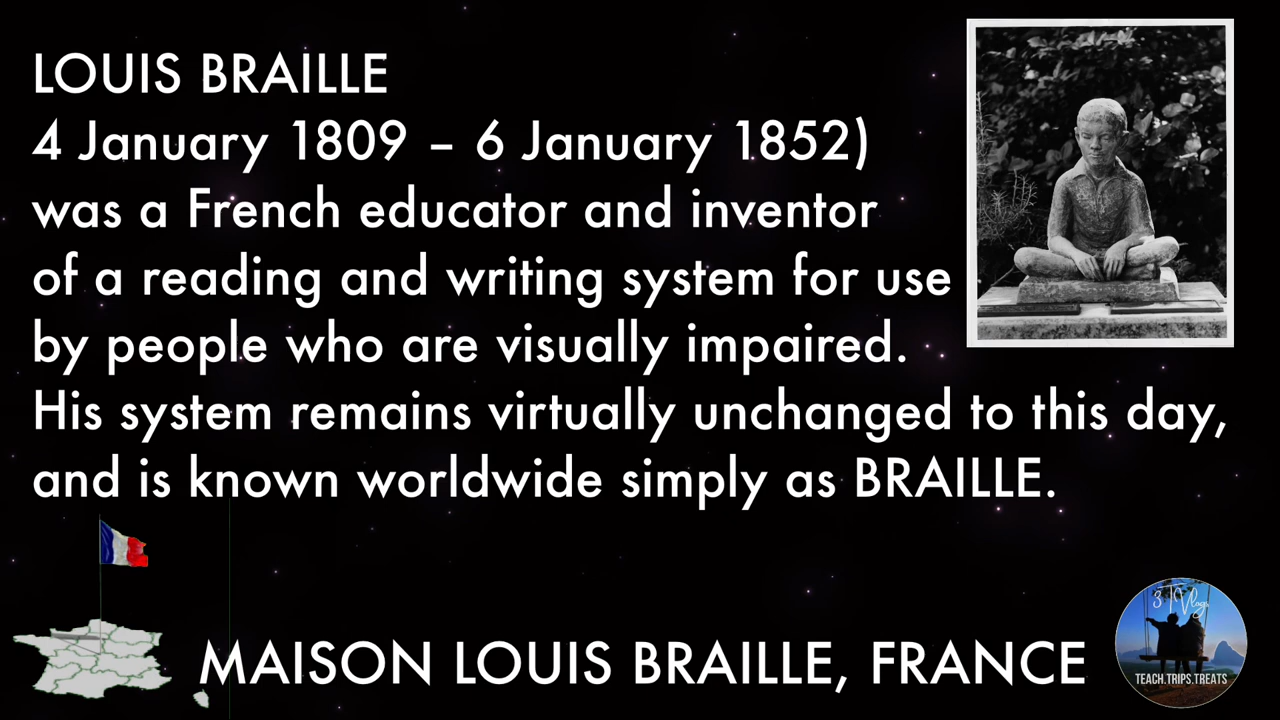 LOUIS BRAILLE
4 January 1809 – 6 January 1852)
was a French educator and inventor
of a reading and writing system for use
by people who are visually impaired.
His system remains virtually unchanged to this day,
and is known worldwide simply as BRAILLE.
MAISON LOUIS BRAILLE, FRANCE
3TVlogs
TEACH.TRIPS.TREATS